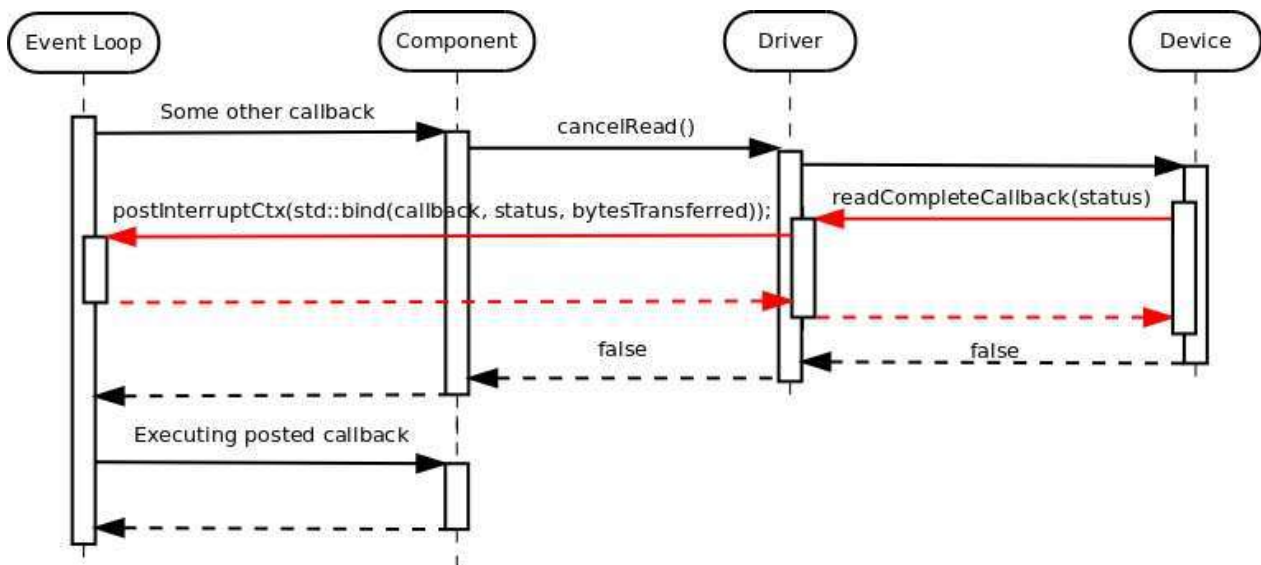 Event Loop
Component
Driver
Device
Some other callback
cancelRead()
postInterruptCtx(std::bind(callback, status, bytesTransferred));
readCompleteCallback(status)
false
false
Executing posted callback